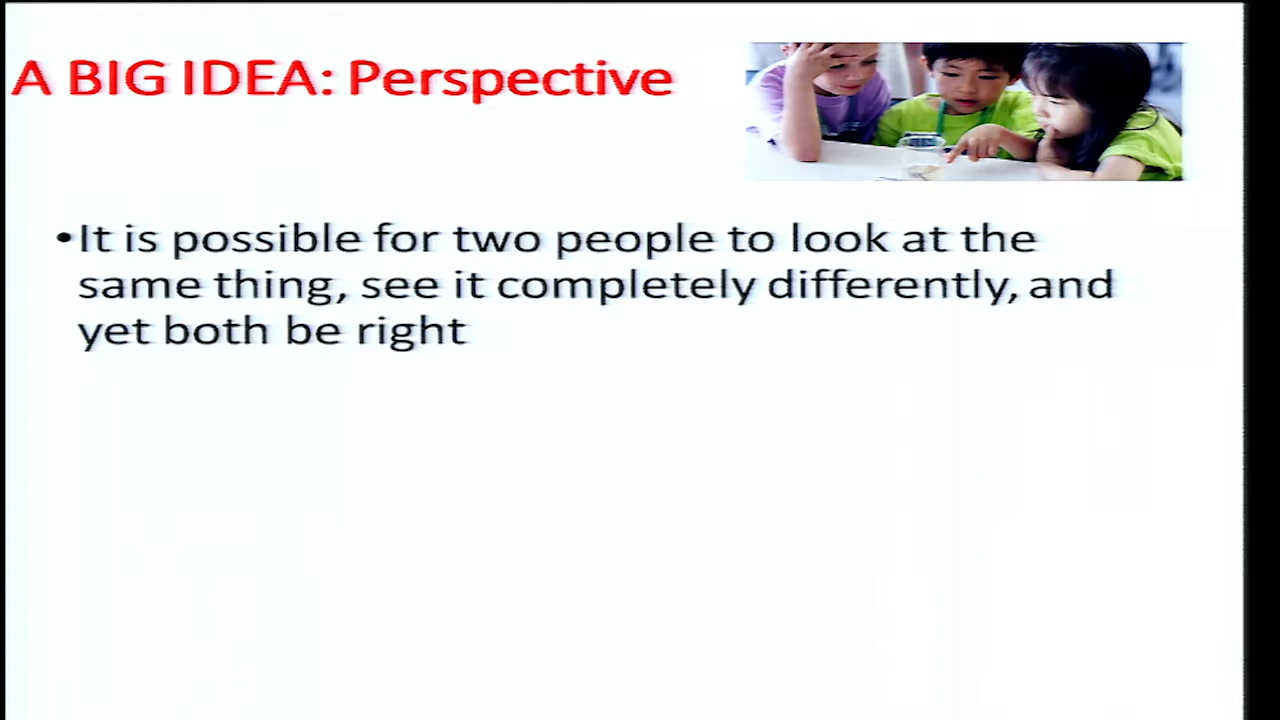 A BIG IDEA: Perspective
•It is possible for two people to look at the
same thing, see it completely differently, and
yet both be right